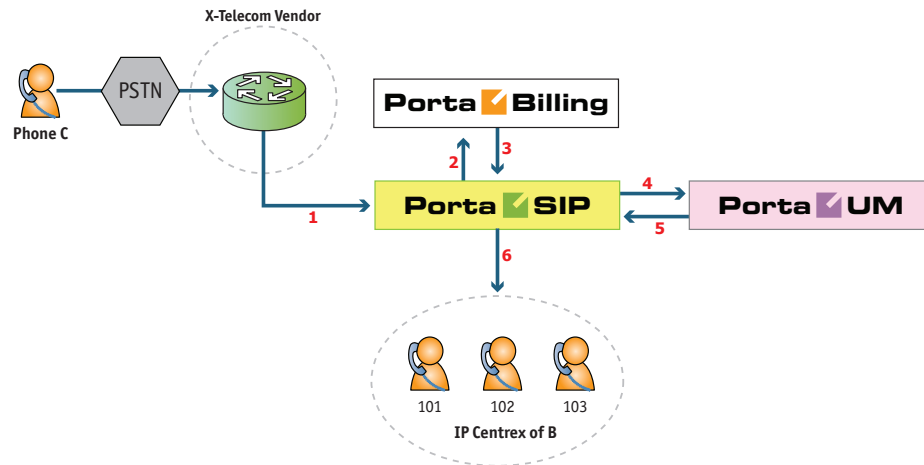 X-Telecom Vendor
PSTN
Phone C
Porta Billing
2
3
1
Porta SIP
4
5
Porta UM
6
101
102
103
IP Centrex of B